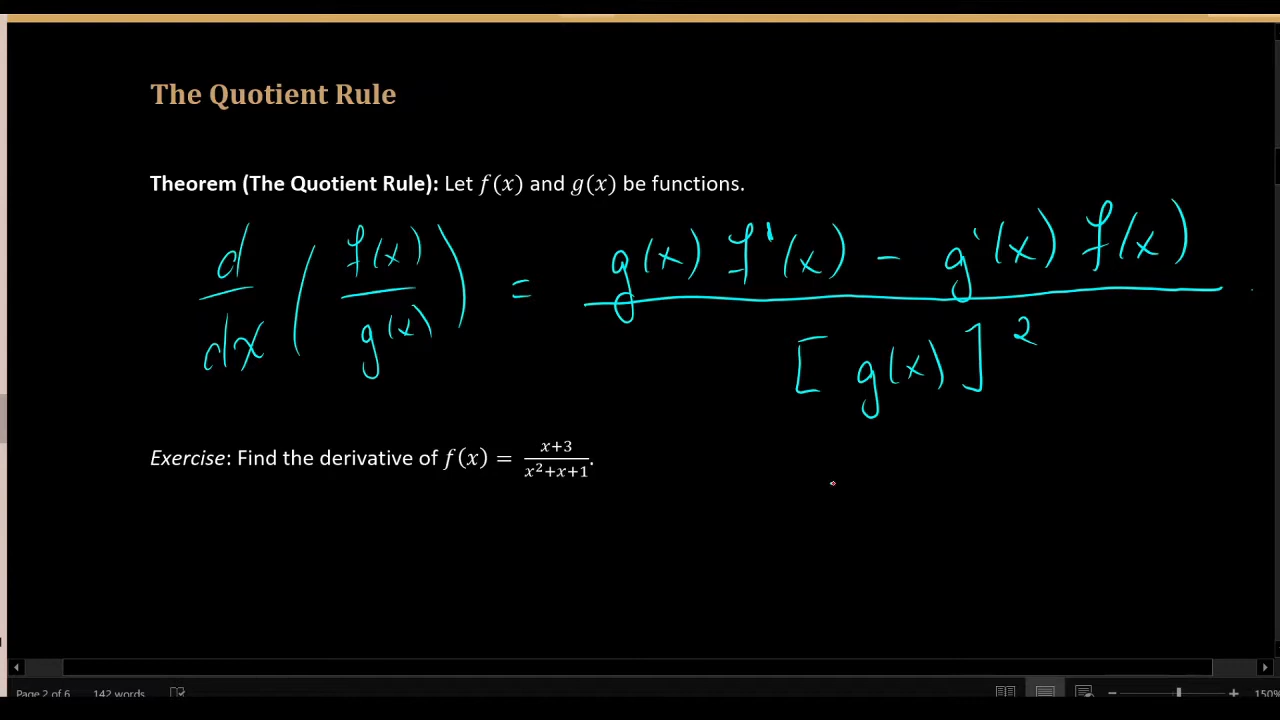 The Quotient Rule
Theorem (The Quotient Rule): Let f(x) and g(x) be functions.
d/dx (f(x)/g(x)) = (g(x) f'(x) - g'(x) f(x))/[g(x)]²
Exercise: Find the derivative of f(x) = (x+3)/(x²+x+1).
Page 2 of 6 142 words 150%